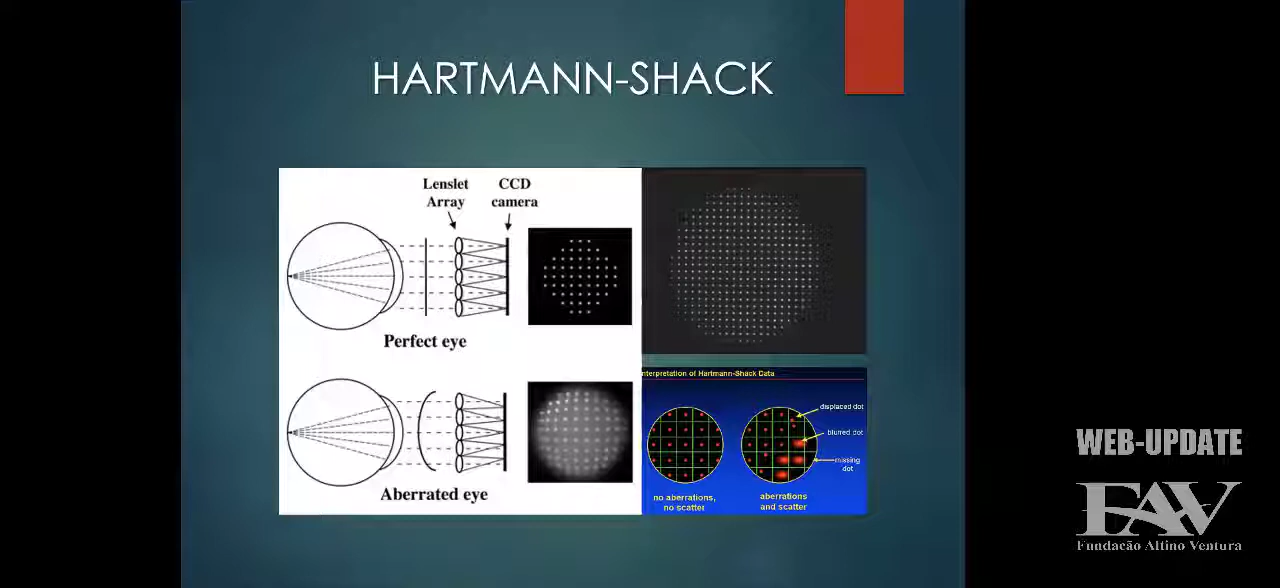 HARTMANN-SHACK
Lenslet
Array
CCD
camera
Perfect eye
Aberrated eye
nterpretation of Hartmann-Shack Data
displaced dot
blurred dot
missing
dot
no aberrations,
no scatter
aberrations
and scatter
WEB-UPDATE
FAV
Fundação Altino Ventura